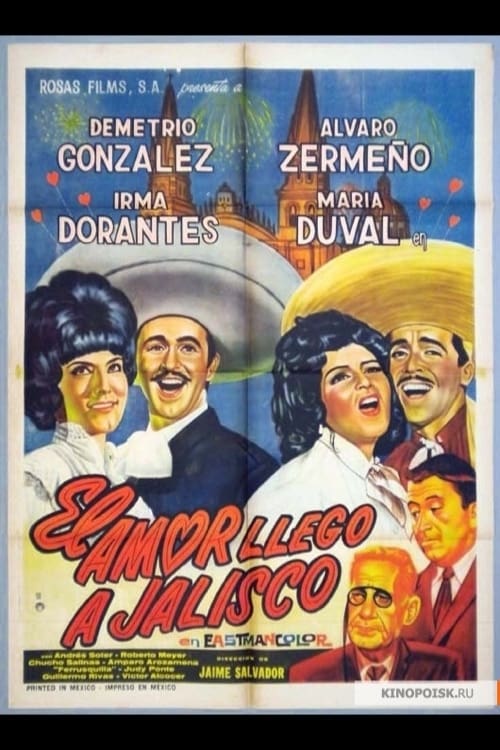 ROSAS FILMS, S.A. presenta a
DEMETRIO
GONZALEZ
ALVARO
ZERMEÑO
IRMA
DORANTES
MARIA
DUVAL en
El AMOR LLEGO
A JALISCO
en EASTMANCOLOR
con Andrés Soler - Roberto Meyer
Chucho Salinas - Amparo Arozamena
"Ferrusquilla" - Judy Ponte
Guillermo Rivas - Victor Alcocer
DIRECCION DE
JAIME SALVADOR
PRINTED IN MEXICO - IMPRESO EN MEXICO
KINOPOISK.RU